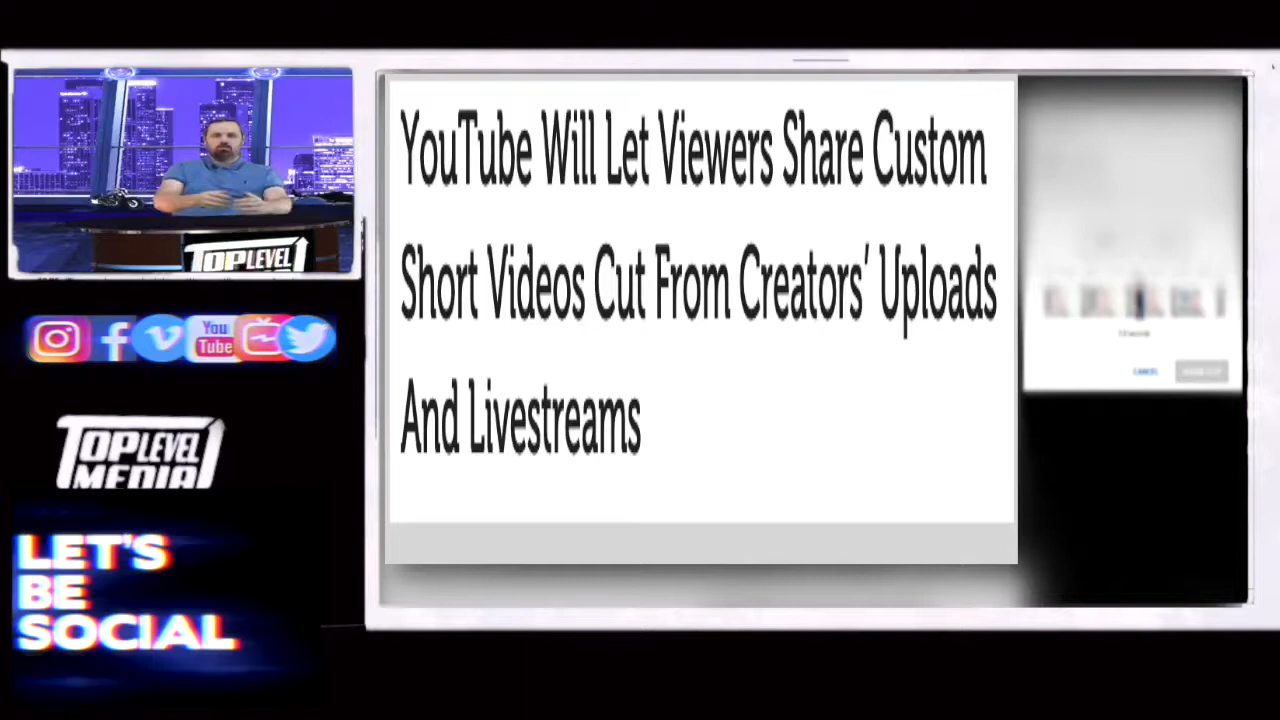 YouTube Will Let Viewers Share Custom
Short Videos Cut From Creators’ Uploads
And Livestreams
TOP LEVEL
You
Tube
TOP LEVEL
MEDIA
LET'S
BE
SOCIAL
CANCEL